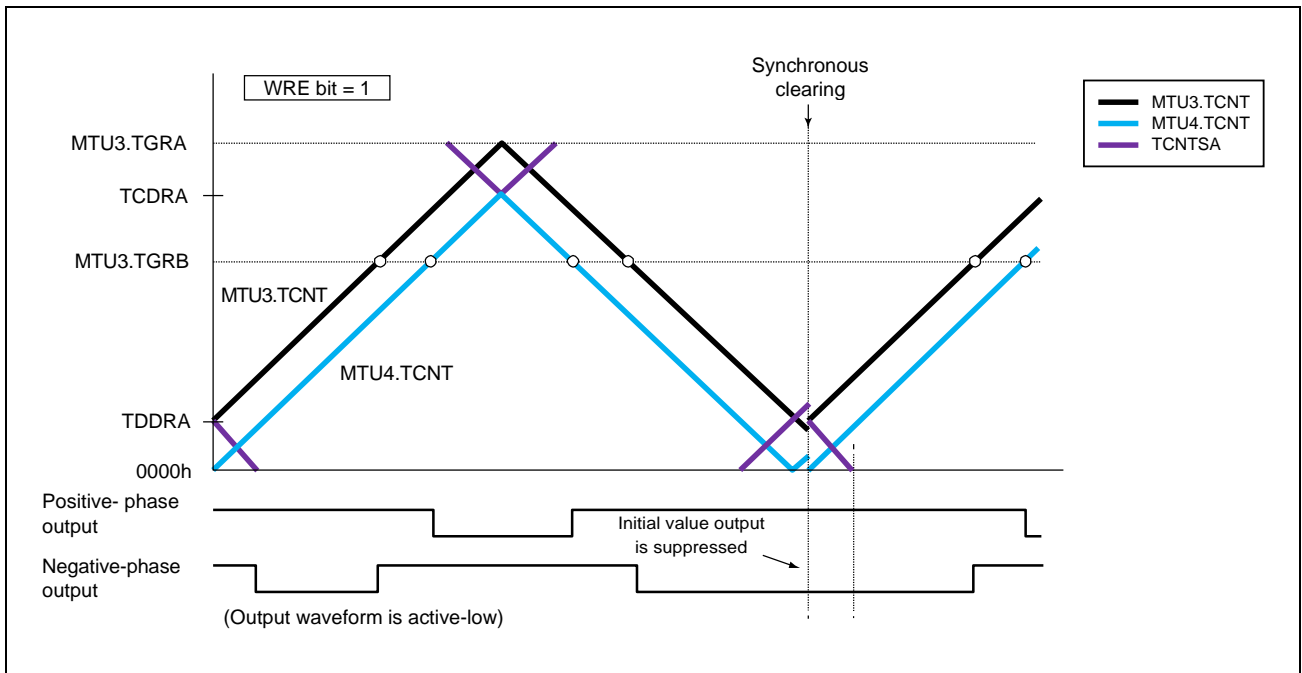 Synchronous
clearing
WRE bit = 1
MTU3.TCNT
MTU4.TCNT
TCNTSA
MTU3.TGRA
TCDRA
MTU3.TGRB
MTU3.TCNT
MTU4.TCNT
TDDRA
0000h
Positive- phase
output
Initial value output
is suppressed
Negative-phase
output
(Output waveform is active-low)